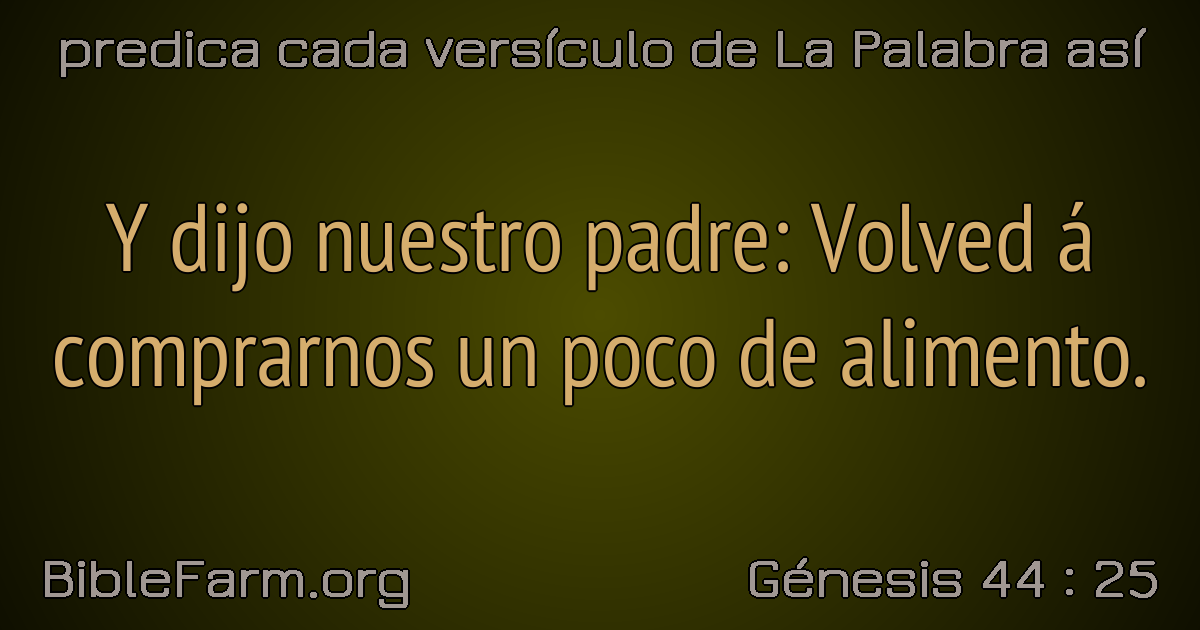 predica cada versículo de La Palabra así
Y dijo nuestro padre: Volved á
comprarnos un poco de alimento.
BibleFarm.org
Génesis 44 : 25